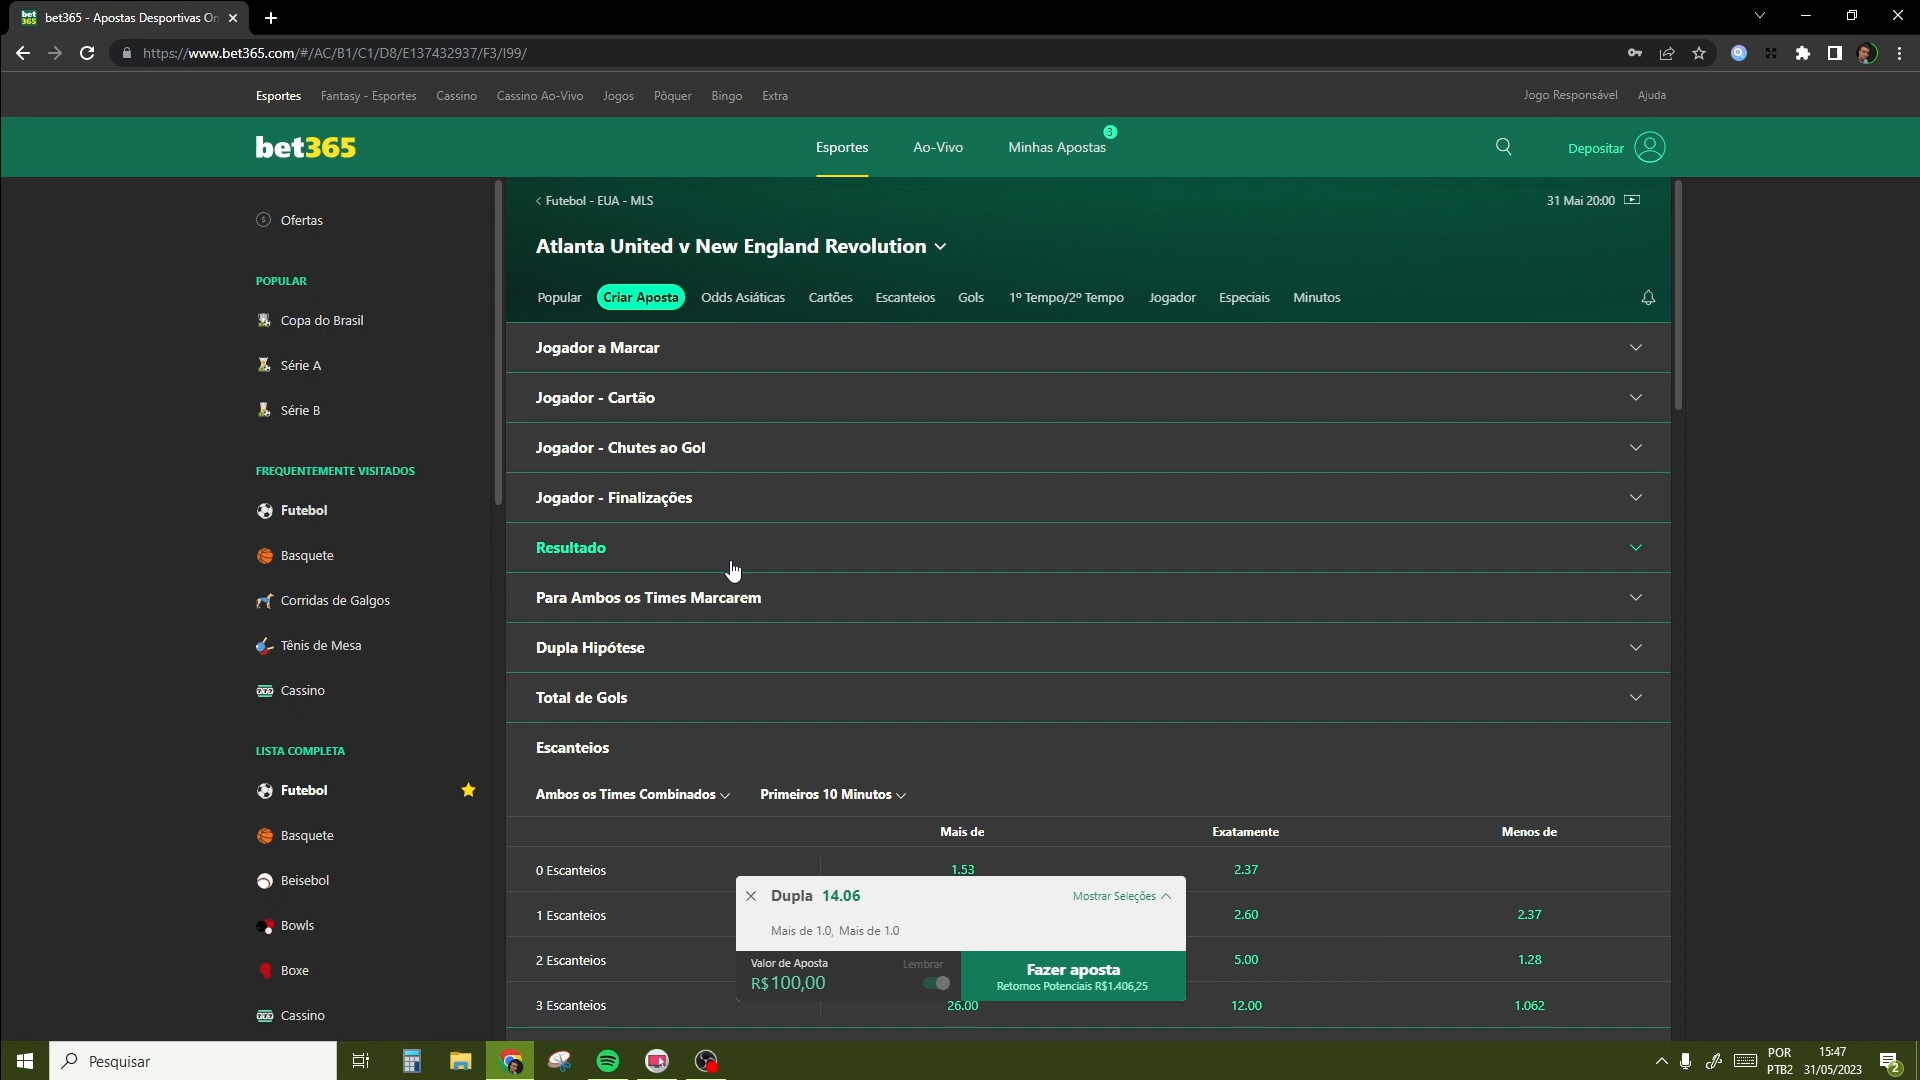 bet365 - Apostas Desportivas On
https://www.bet365.com/#/AC/B1/C1/D8/E137432937/F3/I99/
Esportes Fantasy - Esportes Cassino Cassino Ao-Vivo Jogos Pôquer Bingo Extra Jogo Responsável Ajuda
bet365 Esportes Ao-Vivo Minhas Apostas 3 Depositar
Ofertas
POPULAR
Copa do Brasil
Série A
Série B
FREQUENTEMENTE VISITADOS
Futebol
Basquete
Corridas de Galgos
Tênis de Mesa
Cassino
LISTA COMPLETA
Futebol
Basquete
Beisebol
Bowls
Boxe
Cassino
Futebol - EUA - MLS 31 Mai 20:00
Atlanta United v New England Revolution
Popular Criar Aposta Odds Asiáticas Cartões Escanteios Gols 1º Tempo/2º Tempo Jogador Especiais Minutos
Jogador a Marcar
Jogador - Cartão
Jogador - Chutes ao Gol
Jogador - Finalizações
Resultado
Para Ambos os Times Marcarem
Dupla Hipótese
Total de Gols
Escanteios
Ambos os Times Combinados Primeiros 10 Minutos
Mais de Exatamente Menos de
0 Escanteios 1.53 2.37
1 Escanteios 2.60 2.37
2 Escanteios 5.00 1.28
3 Escanteios 26.00 12.00 1.062
Dupla 14.06 Mostrar Seleções
Mais de 1.0, Mais de 1.0
Valor de Aposta Lembrar
R$100,00
Fazer aposta
Retornos Potenciais R$1.406,25
Pesquisar
POR
PTB2
15:47
31/05/2023
2